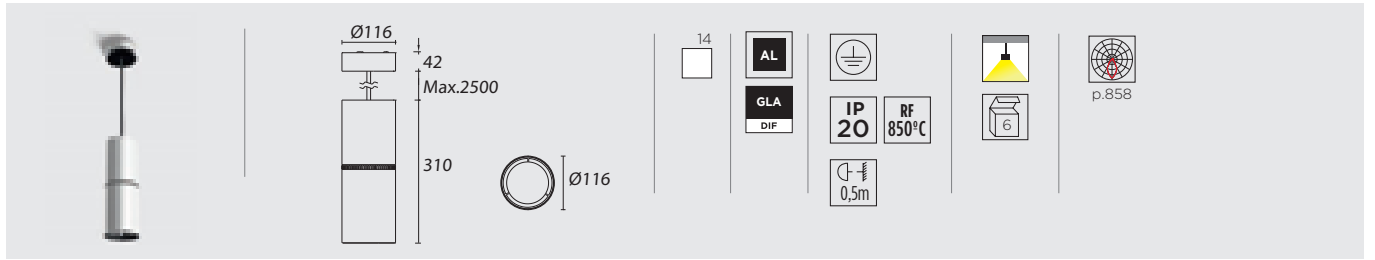 Ø116
42
Max.2500
310
Ø116
14
AL
GLA
DIF
IP
20
RF
850ºC
0,5m
6
p.858